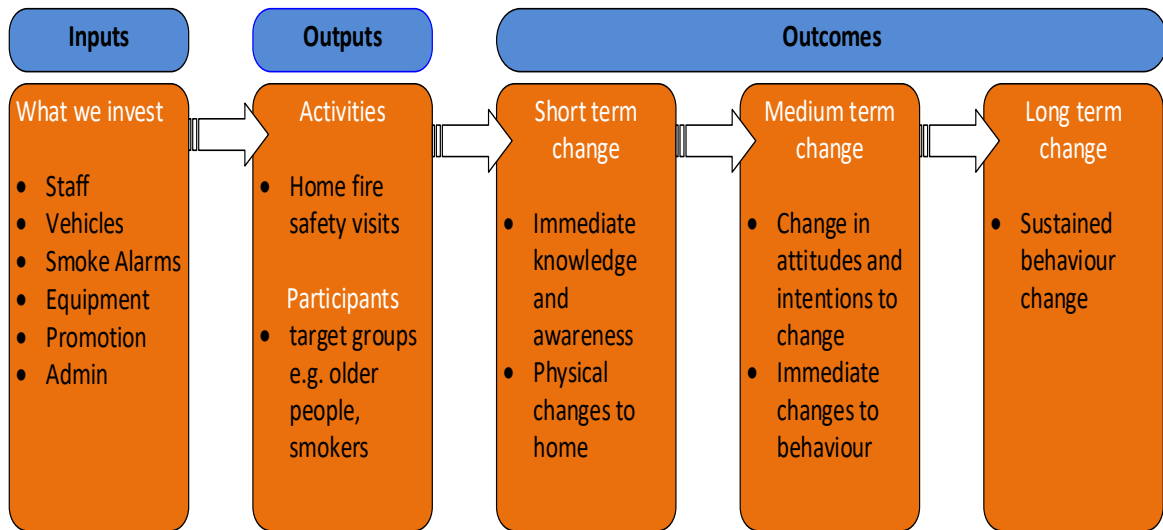 Inputs
Outputs
Outcomes
What we invest
• Staff
• Vehicles
• Smoke Alarms
• Equipment
• Promotion
• Admin
Activities
• Home fire
safety visits
Participants
• target groups
e.g. older
people,
smokers
Short term
change
• Immediate
knowledge
and
awareness
• Physical
changes to
home
Medium term
change
• Change in
attitudes and
intentions to
change
• Immediate
changes to
behaviour
Long term
change
• Sustained
behaviour
change